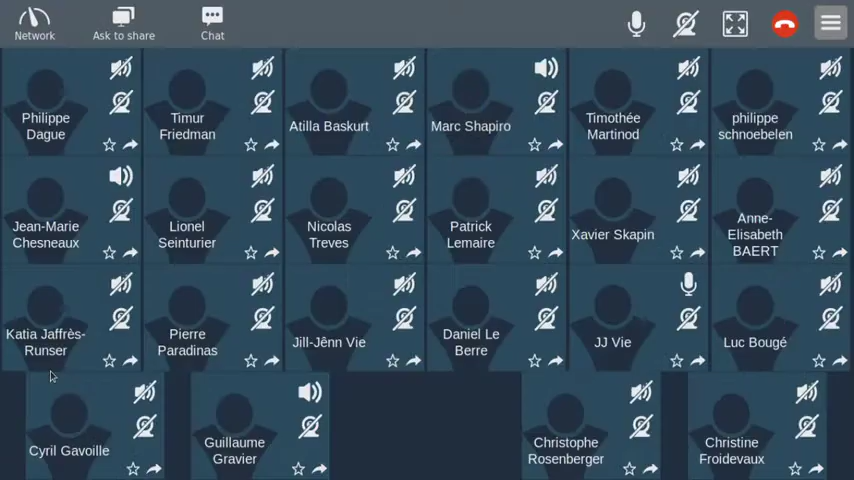 Network
Ask to share
Chat
Philippe
Dague
Timur
Friedman
Atilla Baskurt
Marc Shapiro
Timothée
Martinod
philippe
schnoebelen
Jean-Marie
Chesneaux
Lionel
Seinturier
Nicolas
Treves
Patrick
Lemaire
Xavier Skapin
Anne-
Elisabeth
BAERT
Katia Jaffrès-
Runser
Pierre
Paradinas
Jill-Jênn Vie
Daniel Le
Berre
JJ Vie
Luc Bougé
Cyril Gavoille
Guillaume
Gravier
Christophe
Rosenberger
Christine
Froidevaux